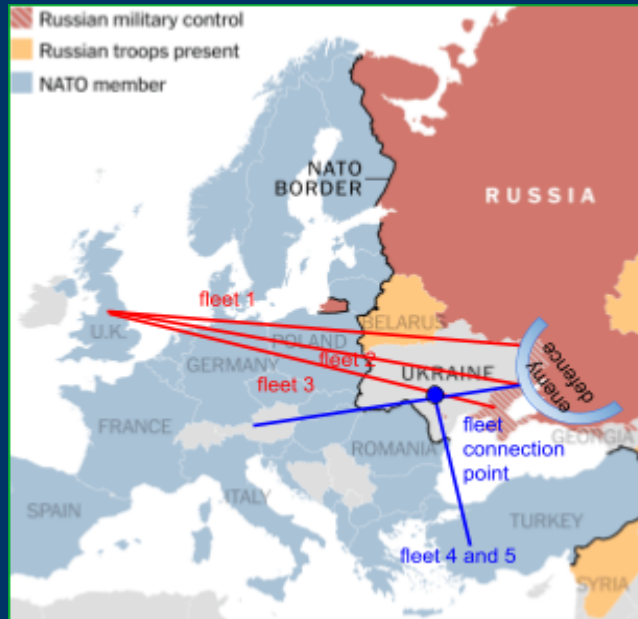 Russian military control
Russian troops present
NATO member
NATO
BORDER
RUSSIA
fleet 1
U.K.
BELARUS
POLAND
fleet 2
GERMANY
fleet 3
UKRAINE
enemy
defence
FRANCE
fleet
connection
point
GEORGIA
ROMANIA
ITALY
SPAIN
TURKEY
fleet 4 and 5
SYRIA